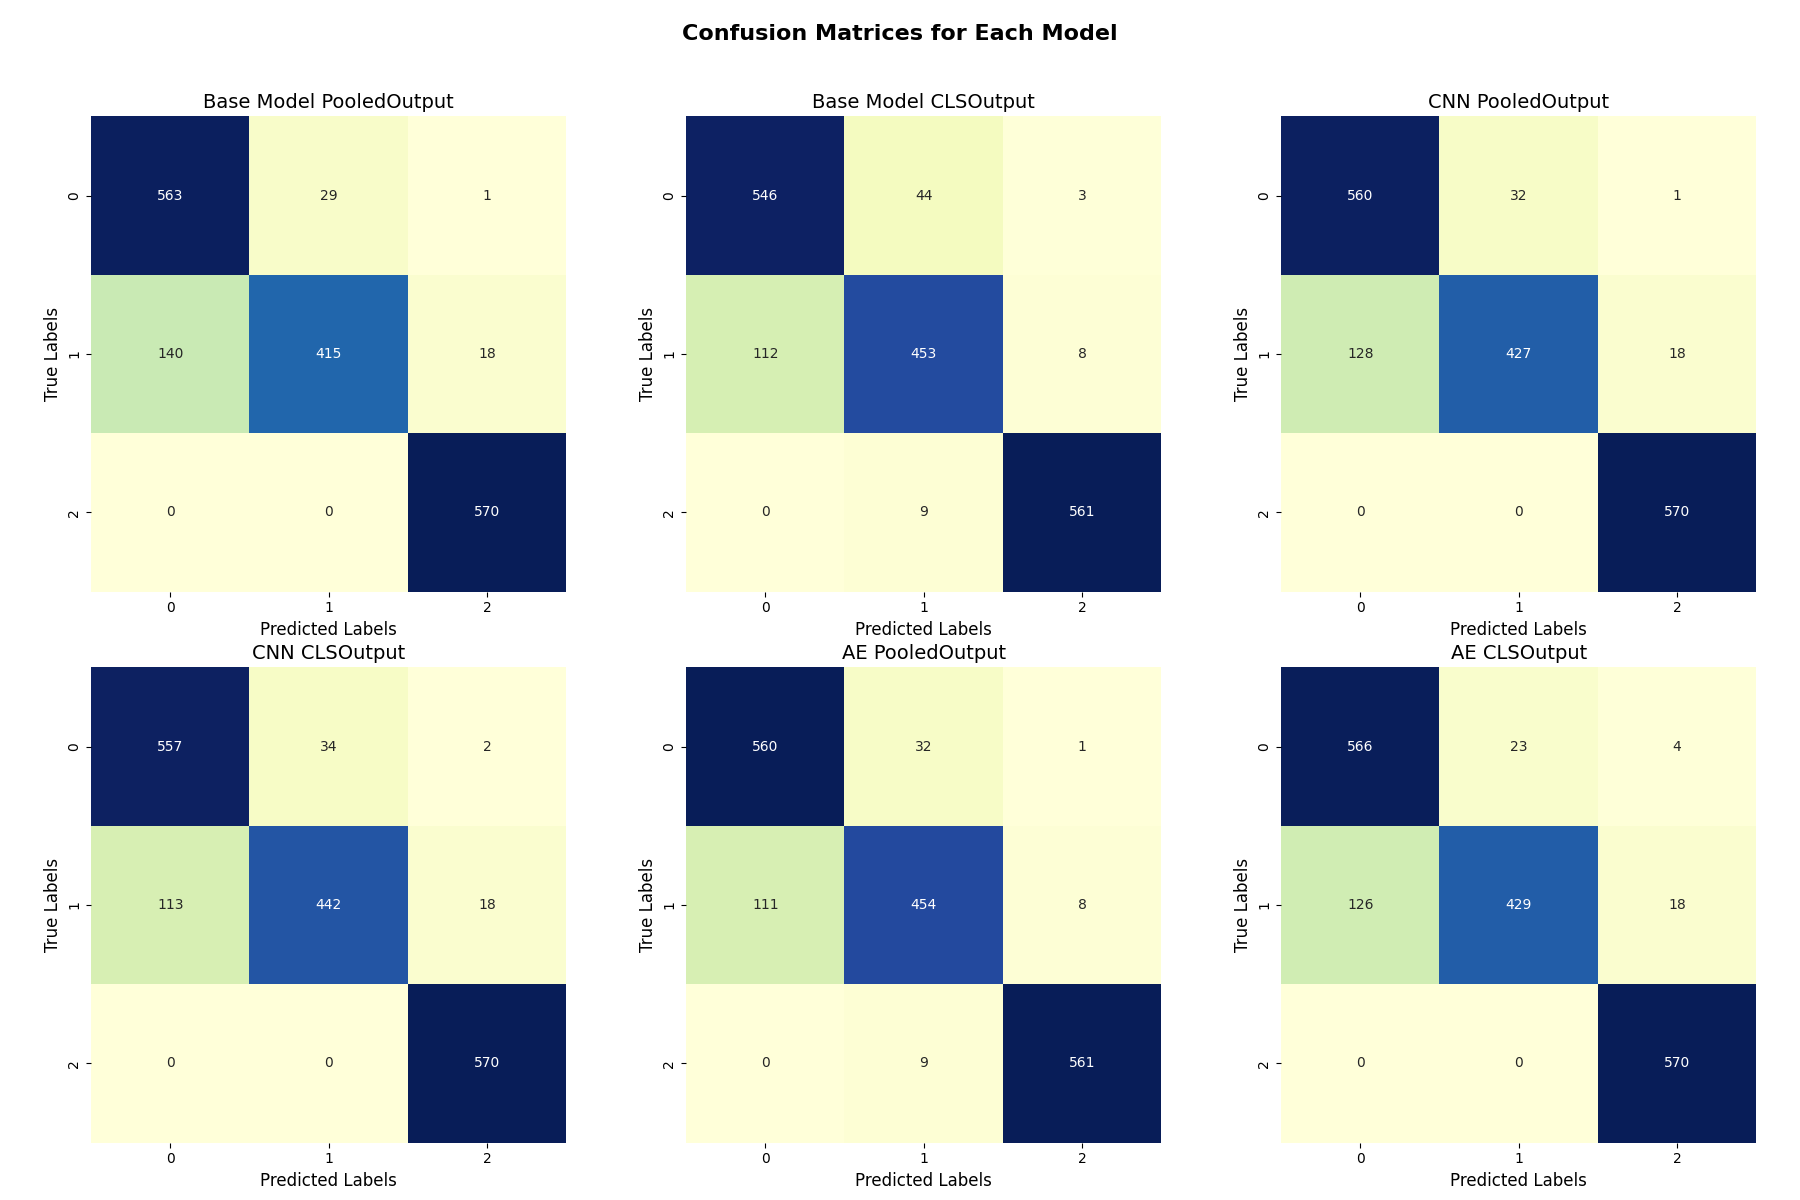 Confusion Matrices for Each Model
Base Model PooledOutput
563 29 1
140 415 18
0 0 570
0
1
2
True Labels
0 1 2
Predicted Labels
Base Model CLSOutput
546 44 3
112 453 8
0 9 561
0
1
2
True Labels
0 1 2
Predicted Labels
CNN PooledOutput
560 32 1
128 427 18
0 0 570
0
1
2
True Labels
0 1 2
Predicted Labels
CNN CLSOutput
557 34 2
113 442 18
0 0 570
0
1
2
True Labels
0 1 2
Predicted Labels
AE PooledOutput
560 32 1
111 454 8
0 9 561
0
1
2
True Labels
0 1 2
Predicted Labels
AE CLSOutput
566 23 4
126 429 18
0 0 570
0
1
2
True Labels
0 1 2
Predicted Labels